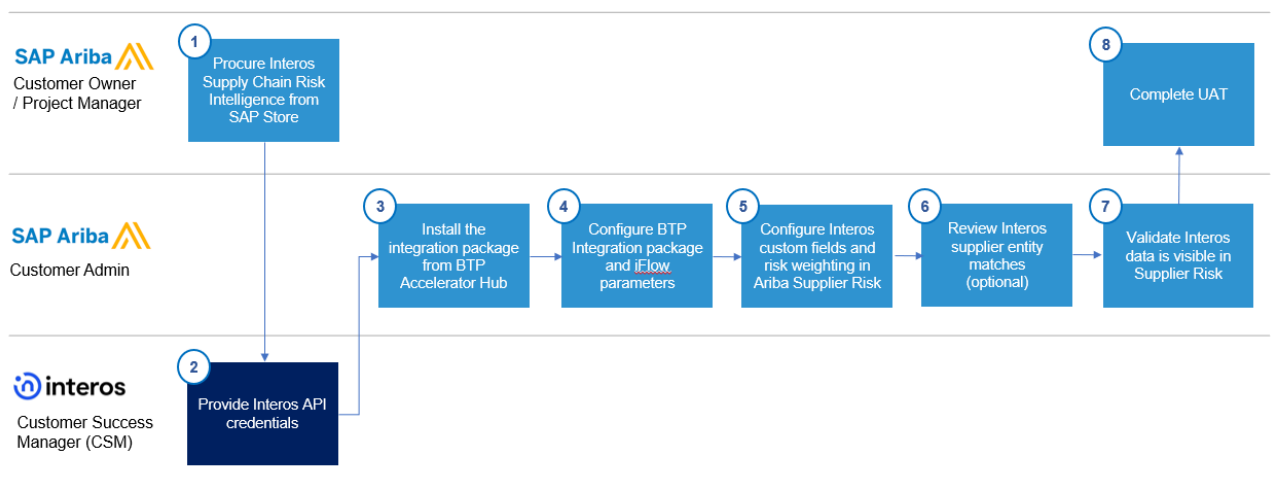 SAP Ariba
Customer Owner
/ Project Manager
1
Procure Interos
Supply Chain Risk
Intelligence from
SAP Store
8
Complete UAT
SAP Ariba
Customer Admin
3
Install the
integration package
from BTP
Accelerator Hub
4
Configure BTP
Integration package
and iFlow
parameters
5
Configure Interos
custom fields and
risk weighting in
Ariba Supplier Risk
6
Review Interos
supplier entity
matches
(optional)
7
Validate Interos
data is visible in
Supplier Risk
interos
Customer Success
Manager (CSM)
2
Provide Interos API
credentials